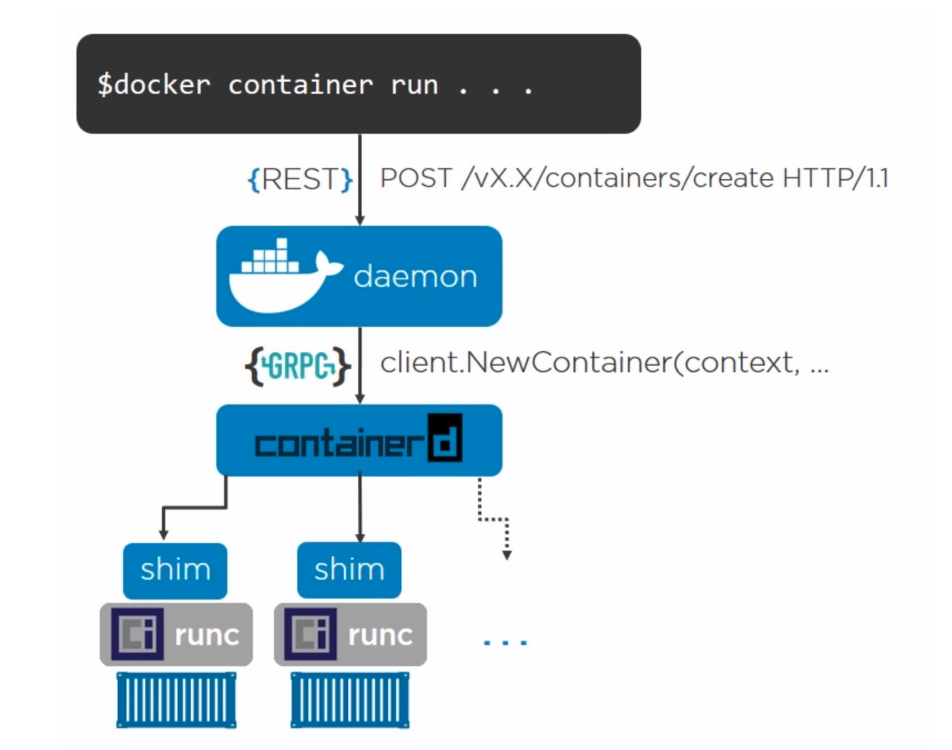 $docker container run . . .
{REST} POST /vX.X/containers/create HTTP/1.1
daemon
{GRPC} client.NewContainer(context, ...
containerd
shim shim
runc runc
...